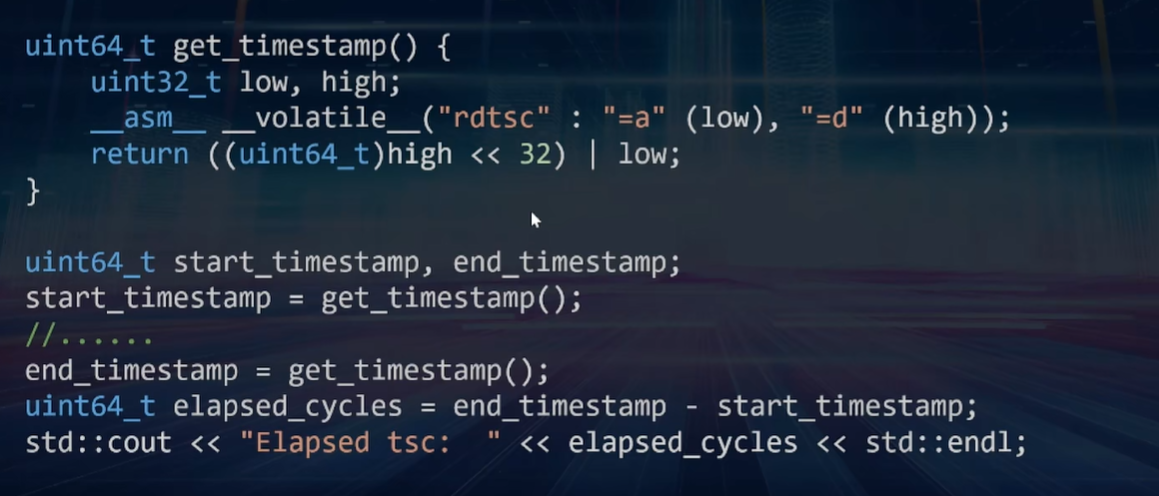 uint64_t get_timestamp() {
    uint32_t low, high;
    __asm__ __volatile__("rdtsc" : "=a" (low), "=d" (high));
    return ((uint64_t)high << 32) | low;
}

uint64_t start_timestamp, end_timestamp;
start_timestamp = get_timestamp();
//......
end_timestamp = get_timestamp();
uint64_t elapsed_cycles = end_timestamp - start_timestamp;
std::cout << "Elapsed tsc:  " << elapsed_cycles << std::endl;